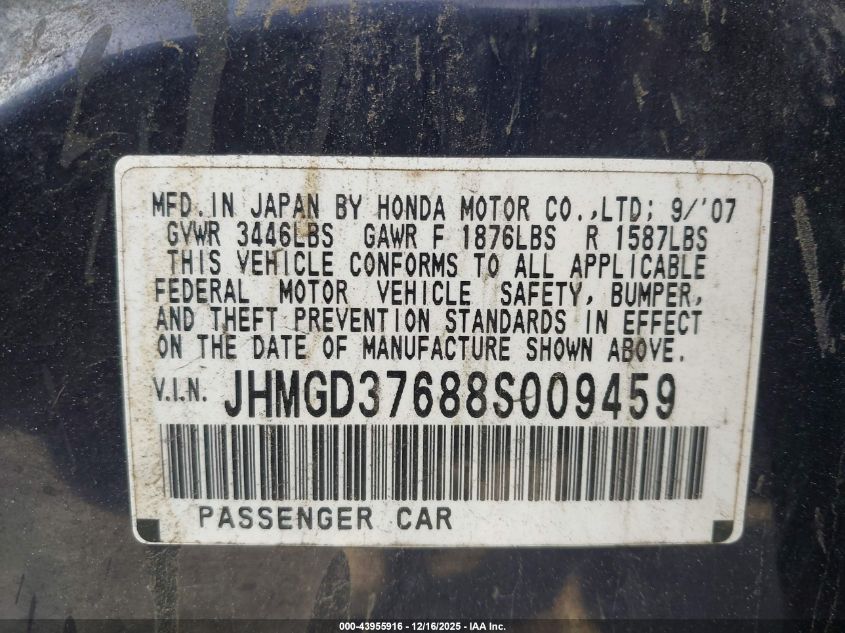 MFD. IN JAPAN BY HONDA MOTOR CO.,LTD; 9/'07
GVWR 3446LBS GAWR F 1876LBS R 1587LBS
THIS VEHICLE CONFORMS TO ALL APPLICABLE
FEDERAL MOTOR VEHICLE SAFETY, BUMPER,
AND THEFT PREVENTION STANDARDS IN EFFECT
ON THE DATE OF MANUFACTURE SHOWN ABOVE.
V.I.N. JHMGD37688S009459
PASSENGER CAR
000-43955916 - 12/16/2025 - IAA Inc.